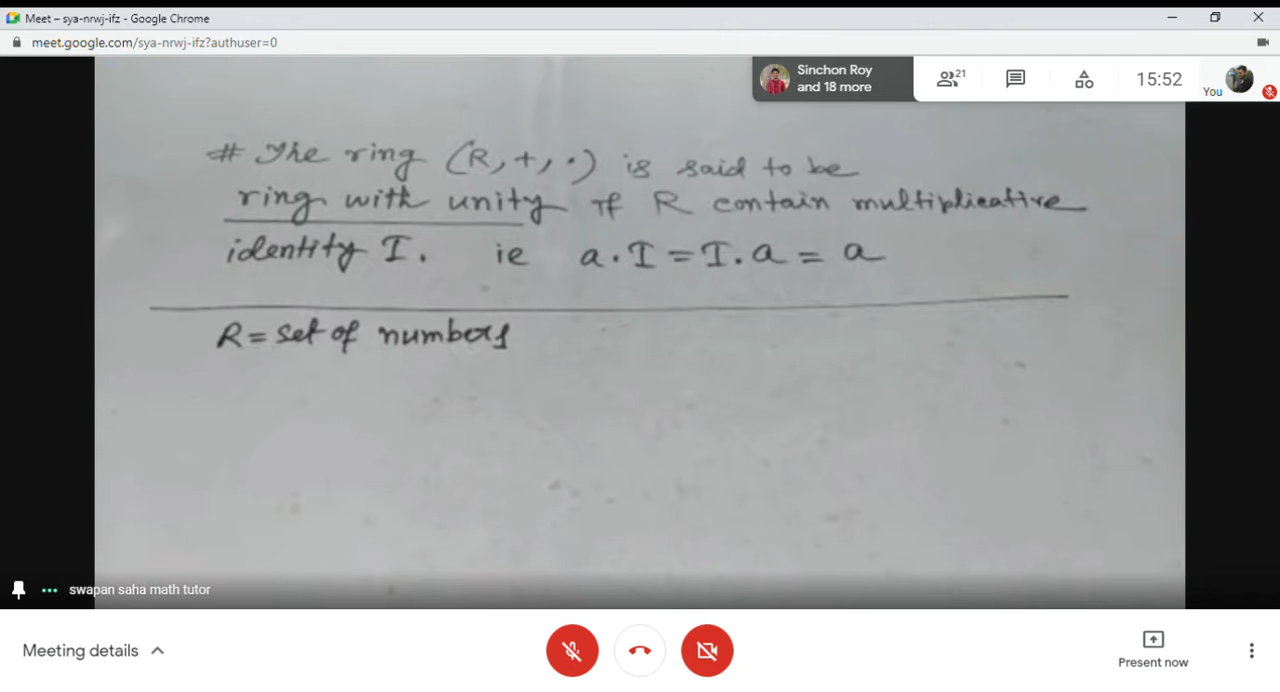 Meet – sya-nrwj-ifz - Google Chrome
meet.google.com/sya-nrwj-ifz?authuser=0
Sinchon Roy
and 18 more
21
15:52
You
# The ring (R, +, ·) is said to be
ring with unity if R contain multiplicative
identity I. ie a . I = I . a = a
R = set of numbers
swapan saha math tutor
Meeting details
Present now